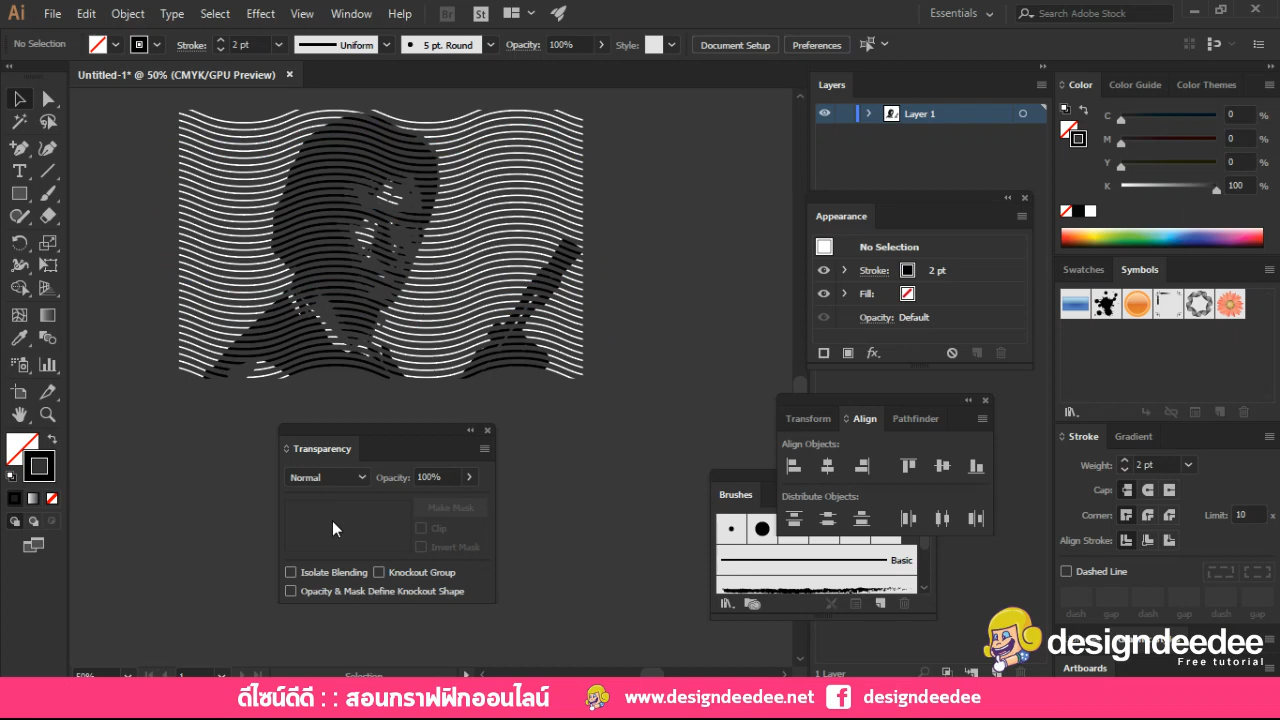 Ai File Edit Object Type Select Effect View Window Help Br St Essentials Search Adobe Stock
No Selection Stroke: 2 pt Uniform 5 pt. Round Opacity: 100% Style: Document Setup Preferences
Untitled-1* @ 50% (CMYK/GPU Preview)
Layers
Layer 1
Appearance
No Selection
Stroke: 2 pt
Fill:
Opacity: Default
fx
Color Color Guide Color Themes
C 0 %
M 0 %
Y 0 %
K 100 %
Swatches Symbols
Transform Align Pathfinder
Align Objects:
Distribute Objects:
Brushes
Basic
Transparency
Normal Opacity: 100%
Make Mask
Clip
Invert Mask
Isolate Blending Knockout Group
Opacity & Mask Define Knockout Shape
Stroke Gradient
Weight: 2 pt
Cap:
Corner: Limit: 10
Align Stroke:
Dashed Line
dash gap dash gap dash gap
Artboards
1 Layer
designdeedee
Free tutorial
ดีไซน์ดีดี : : สอนกราฟฟิกออนไลน์ www.designdeedee.net designdeedee